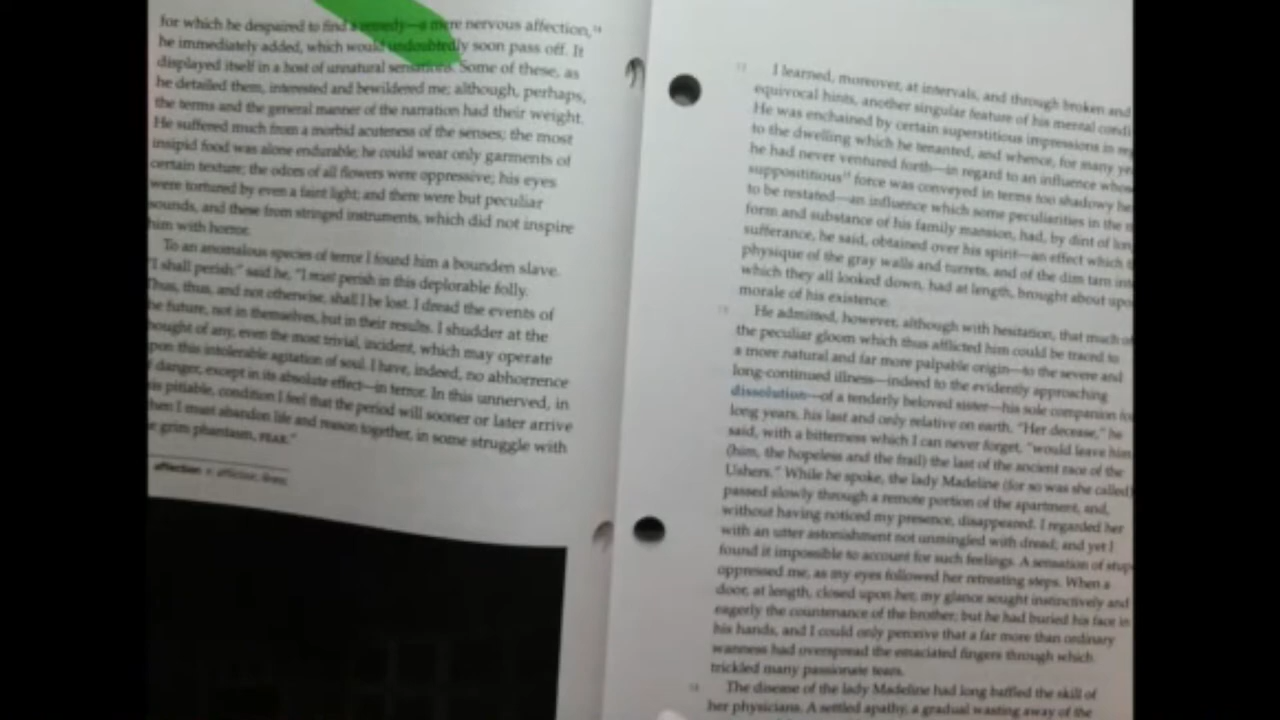 for which he despaired to find a remedy—a mere nervous affection,¹⁴
he immediately added, which would undoubtedly soon pass off. It
displayed itself in a host of unnatural sensations. Some of these, as
he detailed them, interested and bewildered me; although, perhaps,
the terms and the general manner of the narration had their weight.
He suffered much from a morbid acuteness of the senses; the most
insipid food was alone endurable; he could wear only garments of
certain texture; the odors of all flowers were oppressive; his eyes
were tortured by even a faint light; and there were but peculiar
sounds, and these from stringed instruments, which did not inspire
him with horror.
To an anomalous species of terror I found him a bounden slave.
"I shall perish," said he, "I must perish in this deplorable folly.
Thus, thus, and not otherwise, shall I be lost. I dread the events of
the future, not in themselves, but in their results. I shudder at the
thought of any, even the most trivial, incident, which may operate
upon this intolerable agitation of soul. I have, indeed, no abhorrence
danger, except in its absolute effect—in terror. In this unnerved, in
this pitiable, condition I feel that the period will sooner or later arrive
when I must abandon life and reason together, in some struggle with
grim phantasm, FEAR."
affection
I learned, moreover, at intervals, and through broken and
equivocal hints, another singular feature of his mental condi
He was enchained by certain superstitious impressions in re
to the dwelling which he tenanted, and whence, for many ye
he had never ventured forth—in regard to an influence whos
supposititious force was conveyed in terms too shadowy he
to be restated—an influence which some peculiarities in the m
form and substance of his family mansion, had, by dint of lon
sufferance, he said, obtained over his spirit—an effect which t
physique of the gray walls and turrets, and of the dim tarn int
which they all looked down, had at length, brought about upo
morale of his existence.
He admitted, however, although with hesitation, that much of
the peculiar gloom which thus afflicted him could be traced to
a more natural and far more palpable origin—to the severe and
long-continued illness—indeed to the evidently approaching
dissolution—of a tenderly beloved sister—his sole companion fo
long years, his last and only relative on earth. "Her decease," he
said, with a bitterness which I can never forget, "would leave him
(him, the hopeless and the frail) the last of the ancient race of the
Ushers." While he spoke, the lady Madeline (for so was she called)
passed slowly through a remote portion of the apartment, and,
without having noticed my presence, disappeared. I regarded her
with an utter astonishment not unmingled with dread; and yet I
found it impossible to account for such feelings. A sensation of stup
oppressed me, as my eyes followed her retreating steps. When a
door, at length, closed upon her, my glance sought instinctively and
eagerly the countenance of the brother; but he had buried his face in
his hands, and I could only perceive that a far more than ordinary
wanness had overspread the emaciated fingers through which
trickled many passionate tears.
The disease of the lady Madeline had long baffled the skill of
her physicians. A settled apathy, a gradual wasting away of the